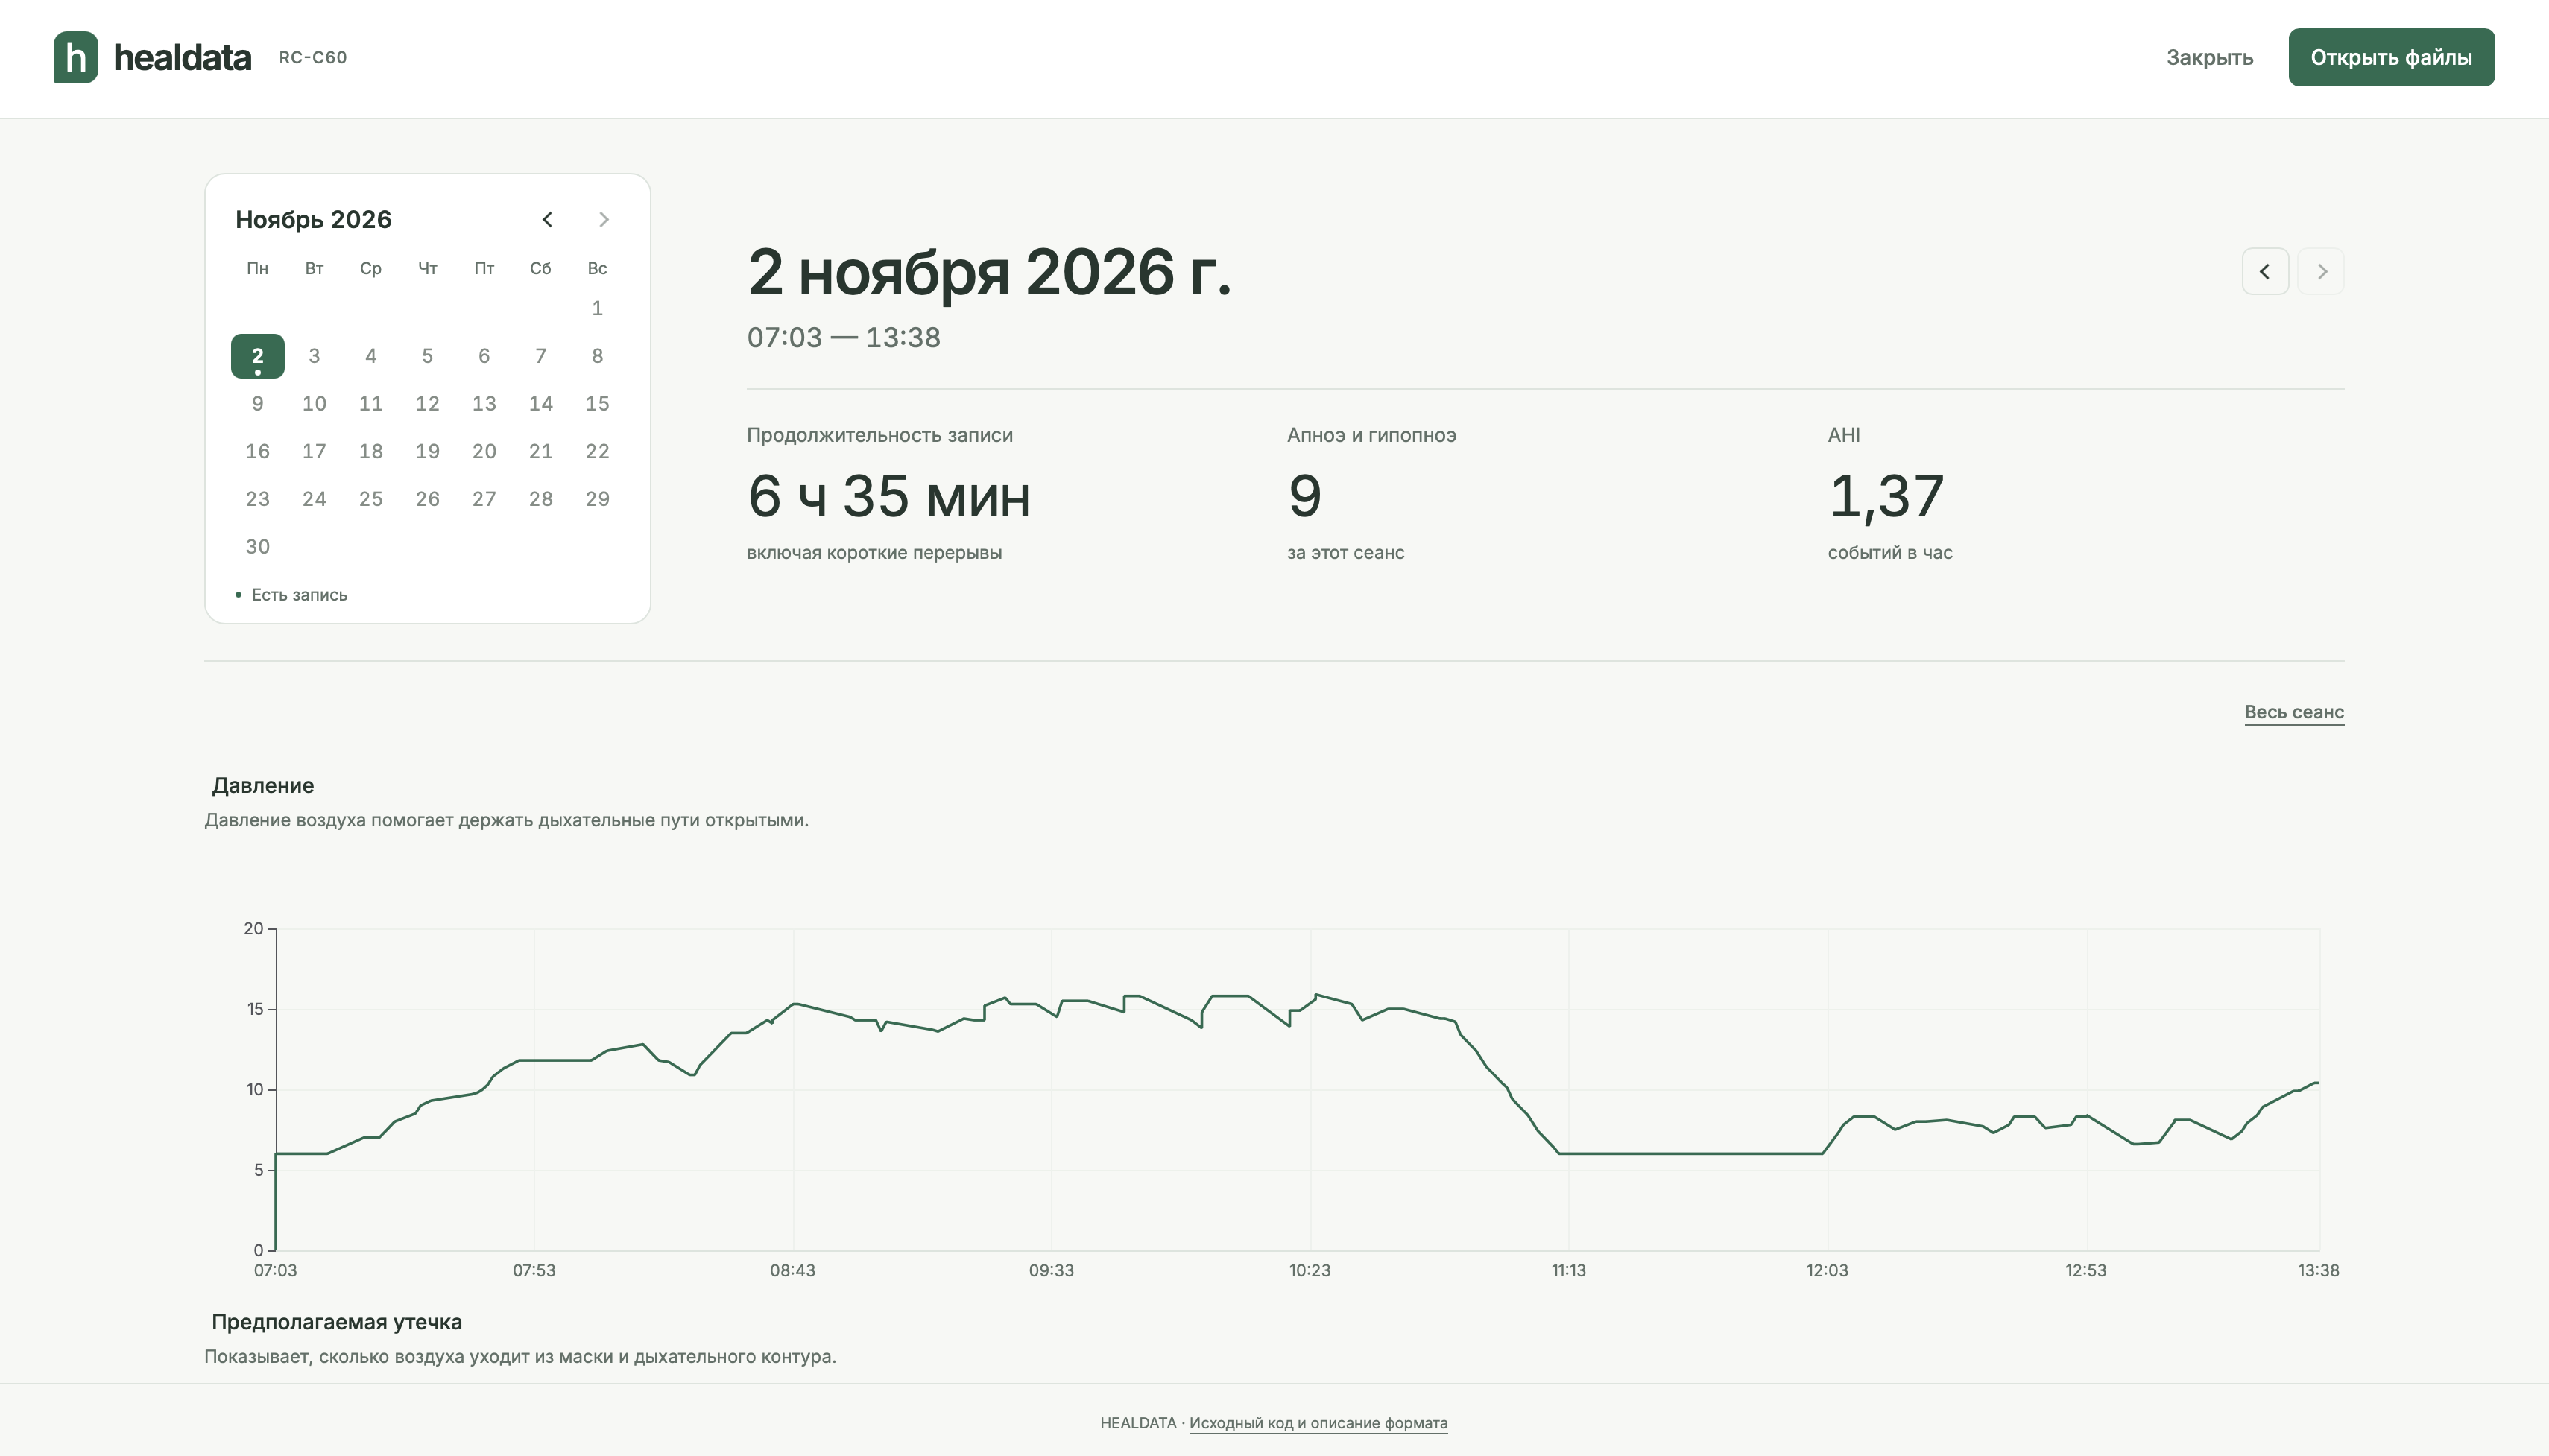 h healdata RC-C60 Закрыть Открыть файлы
Ноябрь 2026
Пн Вт Ср Чт Пт Сб Вс
1
2 3 4 5 6 7 8
9 10 11 12 13 14 15
16 17 18 19 20 21 22
23 24 25 26 27 28 29
30
Есть запись
2 ноября 2026 г.
07:03 — 13:38
Продолжительность записи
6 ч 35 мин
включая короткие перерывы
Апноэ и гипопноэ
9
за этот сеанс
AHI
1,37
событий в час
Весь сеанс
Давление
Давление воздуха помогает держать дыхательные пути открытыми.
20
15
10
5
0
07:03 07:53 08:43 09:33 10:23 11:13 12:03 12:53 13:38
Предполагаемая утечка
Показывает, сколько воздуха уходит из маски и дыхательного контура.
HEALDATA · Исходный код и описание формата